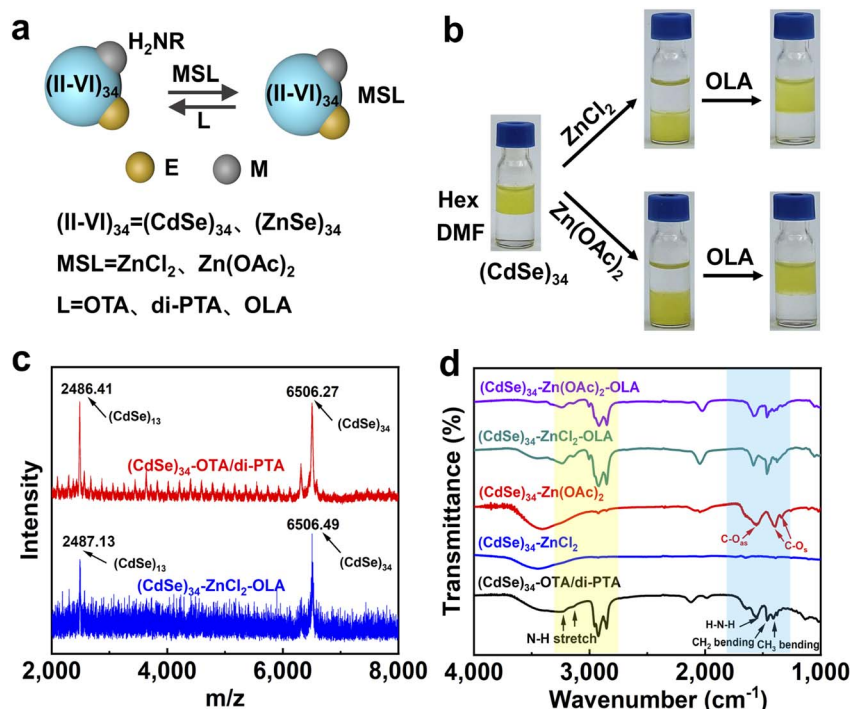 a
H₂NR
(II-VI)₃₄
MSL
L
(II-VI)₃₄
MSL
E
M
(II-VI)₃₄=(CdSe)₃₄、(ZnSe)₃₄
MSL=ZnCl₂、Zn(OAc)₂
L=OTA、di-PTA、OLA
b
ZnCl₂
OLA
Hex
DMF
(CdSe)₃₄
Zn(OAc)₂
OLA
c
2486.41
(CdSe)₁₃
6506.27
(CdSe)₃₄
(CdSe)₃₄-OTA/di-PTA
2487.13
(CdSe)₁₃
6506.49
(CdSe)₃₄
(CdSe)₃₄-ZnCl₂-OLA
Intensity
2,000 4,000 6,000 8,000
m/z
d
(CdSe)₃₄-Zn(OAc)₂-OLA
(CdSe)₃₄-ZnCl₂-OLA
(CdSe)₃₄-Zn(OAc)₂
C-Oₐₛ
C-Oₛ
(CdSe)₃₄-ZnCl₂
(CdSe)₃₄-OTA/di-PTA
N-H stretch
H-N-H
CH₂ bending
CH₃ bending
Transmittance (%)
4,000 3,000 2,000 1,000
Wavenumber (cm⁻¹)